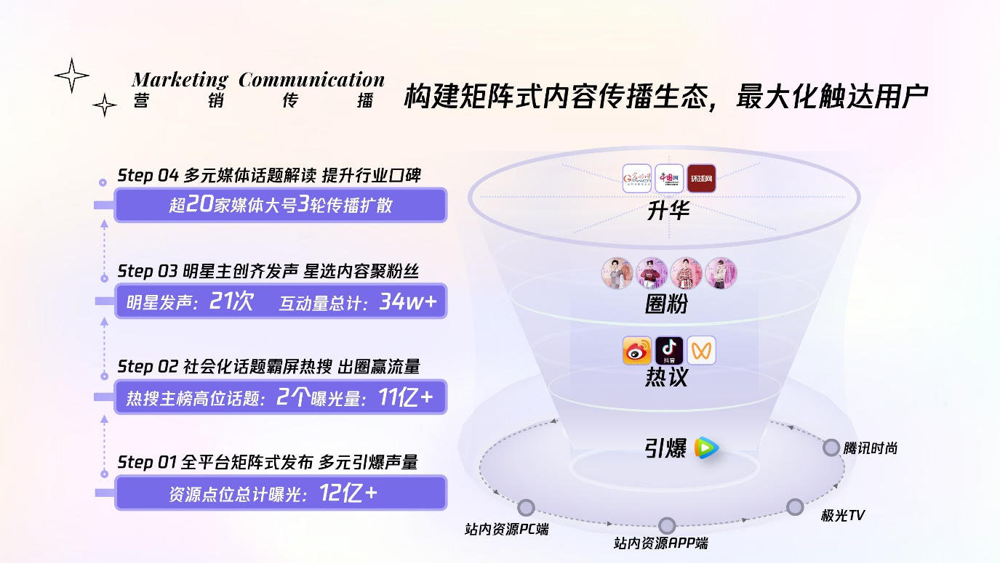 Marketing Communication
营销传播
构建矩阵式内容传播生态，最大化触达用户
Step 04 多元媒体话题解读 提升行业口碑
超20家媒体大号3轮传播扩散
Step 03 明星主创齐发声 星选内容聚粉丝
明星发声：21次 互动量总计：34w+
Step 02 社会化话题霸屏热搜 出圈赢流量
热搜主榜高位话题：2个曝光量：11亿+
Step 01 全平台矩阵式发布 多元引爆声量
资源点位总计曝光：12亿+
光明网
中国网
环球网
升华
圈粉
抖音
热议
引爆
腾讯时尚
极光TV
站内资源PC端
站内资源APP端